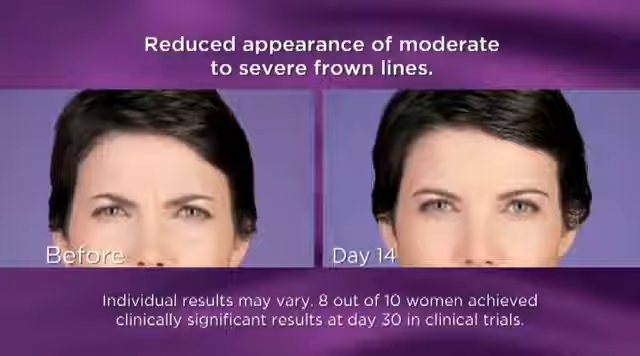 Reduced appearance of moderate
to severe frown lines.
Before
Day 14
Individual results may vary. 8 out of 10 women achieved
clinically significant results at day 30 in clinical trials.